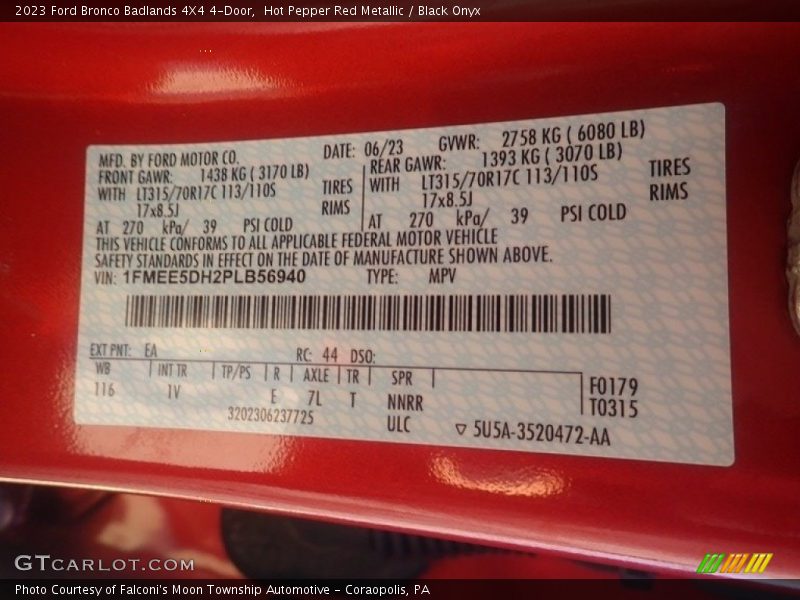 2023 Ford Bronco Badlands 4X4 4-Door,  Hot Pepper Red Metallic / Black Onyx
MFD. BY FORD MOTOR CO. DATE: 06/23 GVWR: 2758 KG ( 6080 LB)
FRONT GAWR: 1438 KG ( 3170 LB) REAR GAWR: 1393 KG ( 3070 LB)
WITH LT315/70R17C 113/110S TIRES WITH LT315/70R17C 113/110S TIRES
17x8.5J RIMS 17x8.5J RIMS
AT 270 kPa/ 39 PSI COLD AT 270 kPa/ 39 PSI COLD
THIS VEHICLE CONFORMS TO ALL APPLICABLE FEDERAL MOTOR VEHICLE
SAFETY STANDARDS IN EFFECT ON THE DATE OF MANUFACTURE SHOWN ABOVE.
VIN: 1FMEE5DH2PLB56940 TYPE: MPV
EXT PNT: EA RC: 44 DSO:
WB INT TR TP/PS R AXLE TR SPR
116 1V E 7L T NNRR
F0179
T0315
3202306237725 ULC ▽ 5U5A-3520472-AA
GTCARLOT.COM
Photo Courtesy of Falconi's Moon Township Automotive - Coraopolis, PA